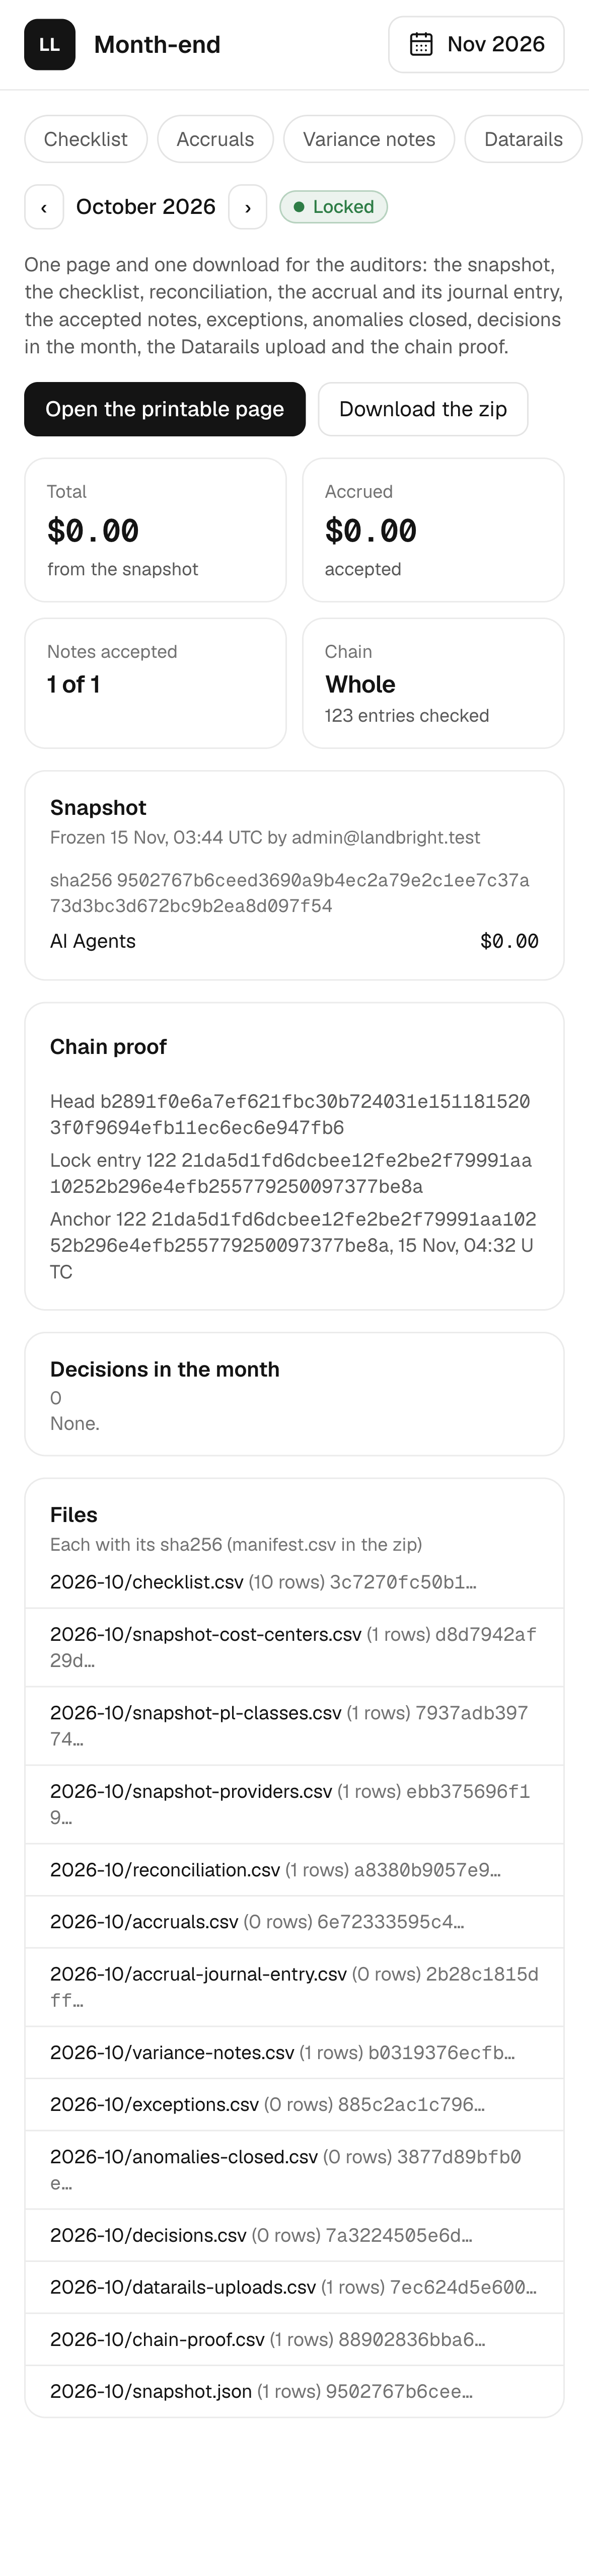 LL Month-end Nov 2026
Checklist Accruals Variance notes Datarails
‹ October 2026 › Locked
One page and one download for the auditors: the snapshot,
the checklist, reconciliation, the accrual and its journal entry,
the accepted notes, exceptions, anomalies closed, decisions
in the month, the Datarails upload and the chain proof.
Open the printable page Download the zip
Total
$0.00
from the snapshot
Accrued
$0.00
accepted
Notes accepted
1 of 1
Chain
Whole
123 entries checked
Snapshot
Frozen 15 Nov, 03:44 UTC by admin@landbright.test
sha256 9502767b6ceed3690a9b4ec2a79e2c1ee7c37a
73d3bc3d672bc9b2ea8d097f54
AI Agents $0.00
Chain proof
Head b2891f0e6a7ef621fbc30b724031e151181520
3f0f9694efb11ec6ec6e947fb6
Lock entry 122 21da5d1fd6dcbee12fe2be2f79991aa
10252b296e4efb255779250097377be8a
Anchor 122 21da5d1fd6dcbee12fe2be2f79991aa102
52b296e4efb255779250097377be8a, 15 Nov, 04:32 U
TC
Decisions in the month
0
None.
Files
Each with its sha256 (manifest.csv in the zip)
2026-10/checklist.csv (10 rows) 3c7270fc50b1…
2026-10/snapshot-cost-centers.csv (1 rows) d8d7942af
29d…
2026-10/snapshot-pl-classes.csv (1 rows) 7937adb397
74…
2026-10/snapshot-providers.csv (1 rows) ebb375696f1
9…
2026-10/reconciliation.csv (1 rows) a8380b9057e9…
2026-10/accruals.csv (0 rows) 6e72333595c4…
2026-10/accrual-journal-entry.csv (0 rows) 2b28c1815d
ff…
2026-10/variance-notes.csv (1 rows) b0319376ecfb…
2026-10/exceptions.csv (0 rows) 885c2ac1c796…
2026-10/anomalies-closed.csv (0 rows) 3877d89bfb0
e…
2026-10/decisions.csv (0 rows) 7a3224505e6d…
2026-10/datarails-uploads.csv (1 rows) 7ec624d5e600…
2026-10/chain-proof.csv (1 rows) 88902836bba6…
2026-10/snapshot.json (1 rows) 9502767b6cee…